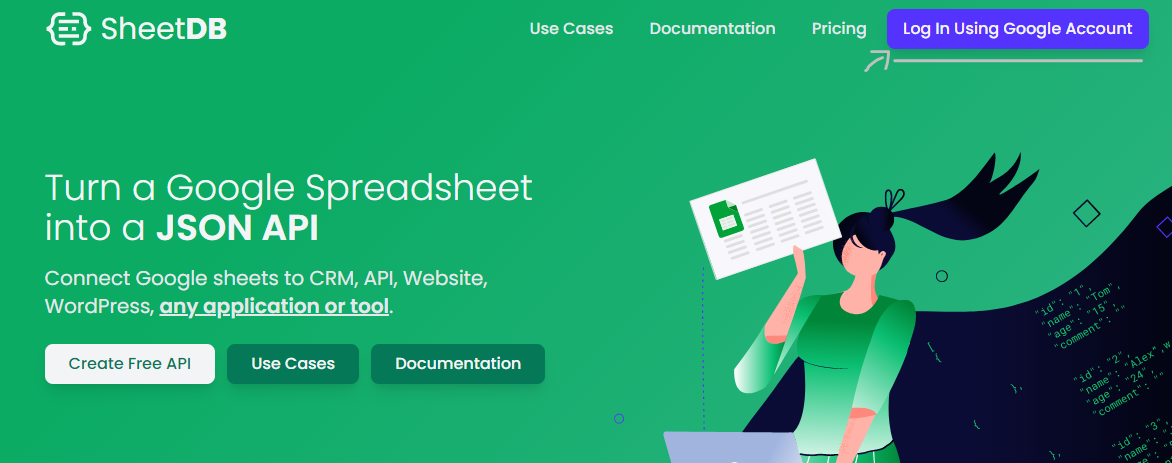 SheetDB
Use Cases
Documentation
Pricing
Log In Using Google Account
Turn a Google Spreadsheet
into a JSON API
Connect Google sheets to CRM, API, Website,
WordPress, any application or tool.
Create Free API
Use Cases
Documentation
"id": "1",
"name": "Tom",
"age": "15",
"comment": ""
[
{
},
"id": "2",
"name": "Alex",
"age": "24",
"comment": ""
{
},
"id": "3",